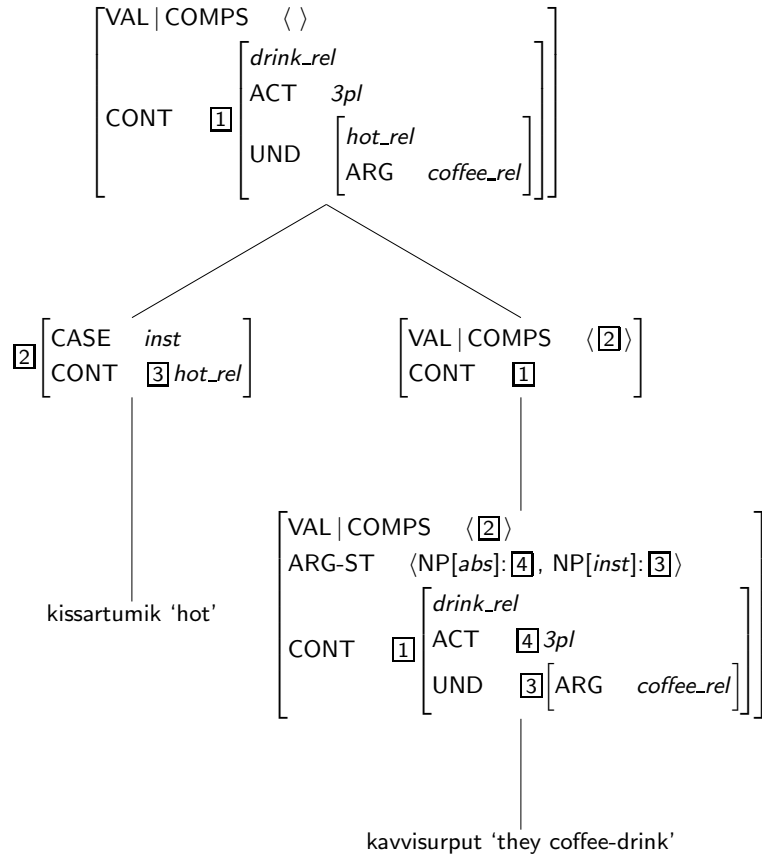 VAL | COMPS ⟨ ⟩
drink_rel
ACT 3pl
CONT 1
hot_rel
UND
ARG coffee_rel
2 CASE inst
CONT 3 hot_rel
VAL | COMPS ⟨ 2 ⟩
CONT 1
VAL | COMPS ⟨ 2 ⟩
ARG-ST ⟨NP[abs]: 4 , NP[inst]: 3 ⟩
drink_rel
CONT 1 ACT 4 3pl
UND 3 ARG coffee_rel
kissartumik ‘hot’
kavvisurput ‘they coffee-drink’